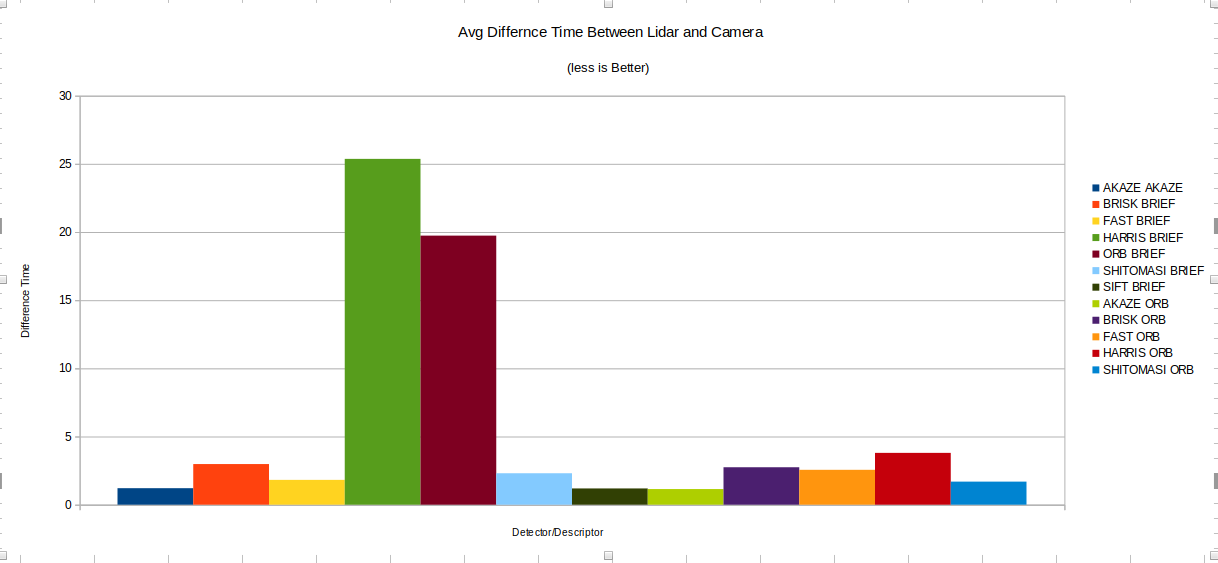 Avg Differnce Time Between Lidar and Camera
(less is Better)
30
25
20
15
10
5
0
Difference Time
Detector/Descriptor
AKAZE AKAZE
BRISK BRIEF
FAST BRIEF
HARRIS BRIEF
ORB BRIEF
SHITOMASI BRIEF
SIFT BRIEF
AKAZE ORB
BRISK ORB
FAST ORB
HARRIS ORB
SHITOMASI ORB